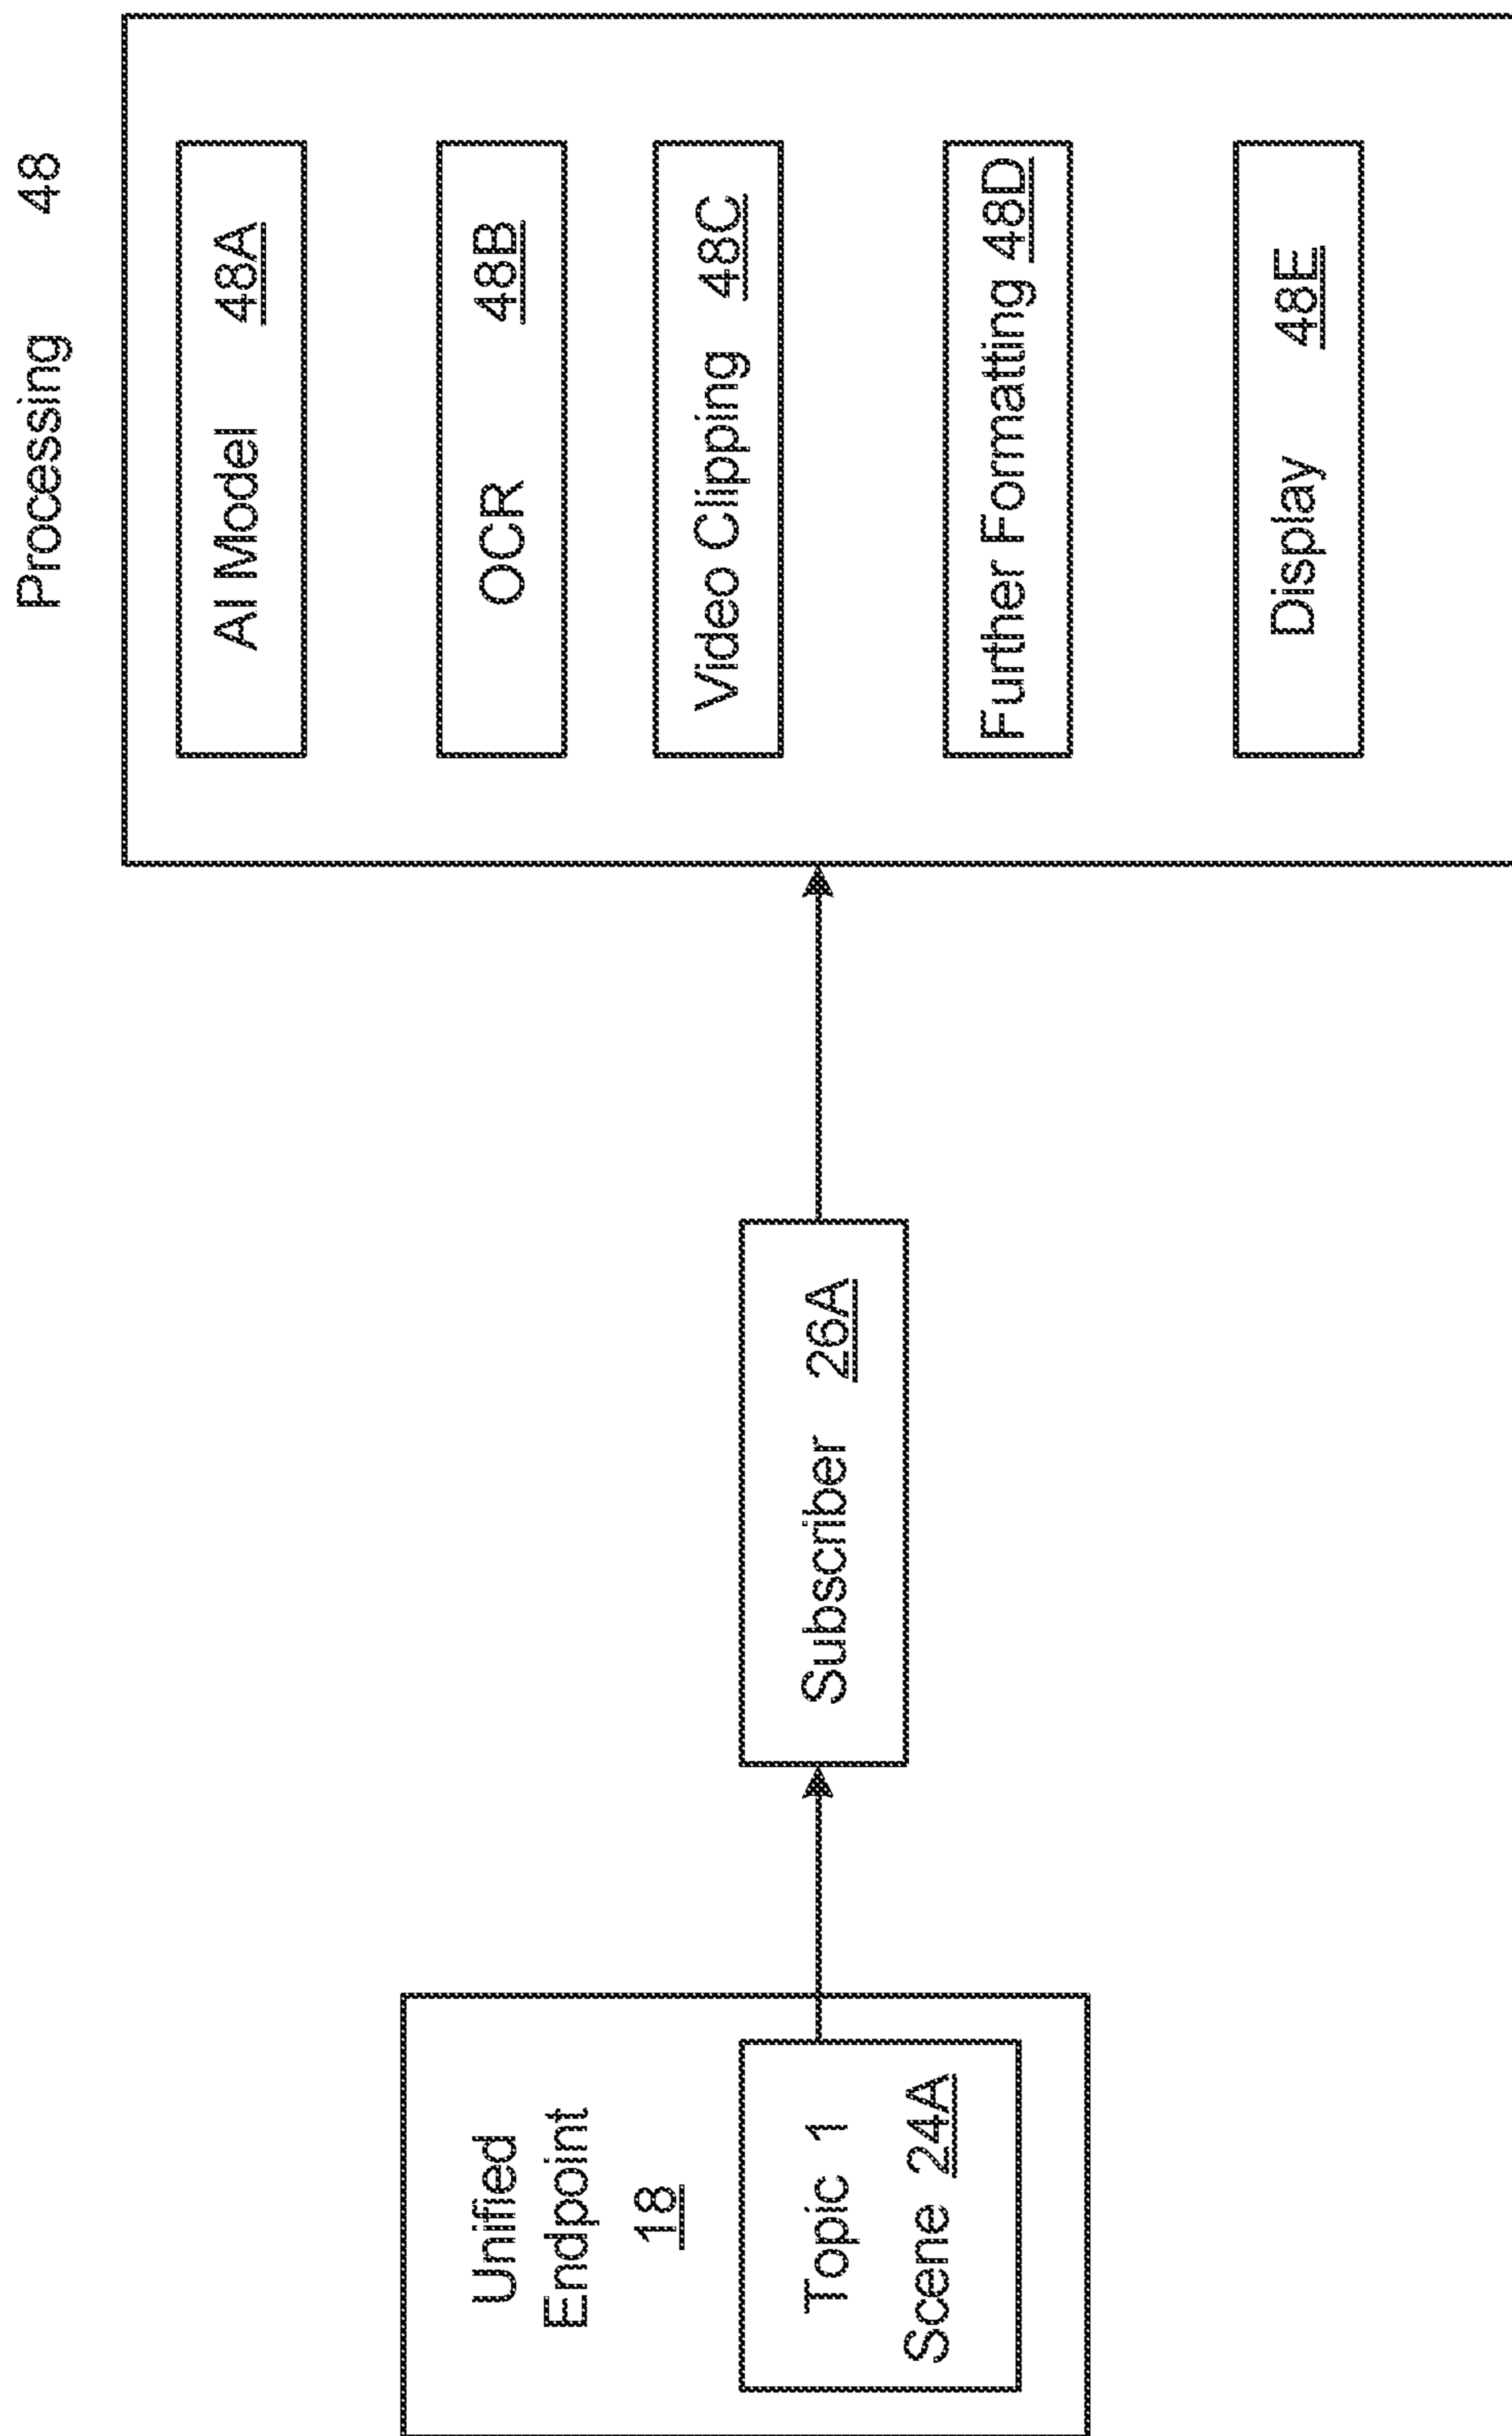 Unified
Endpoint
18
Topic 1
Scene 24A
Subscriber 26A
Processing 48
AI Model 48A
OCR 48B
Video Clipping 48C
Further Formatting 48D
Display 48E